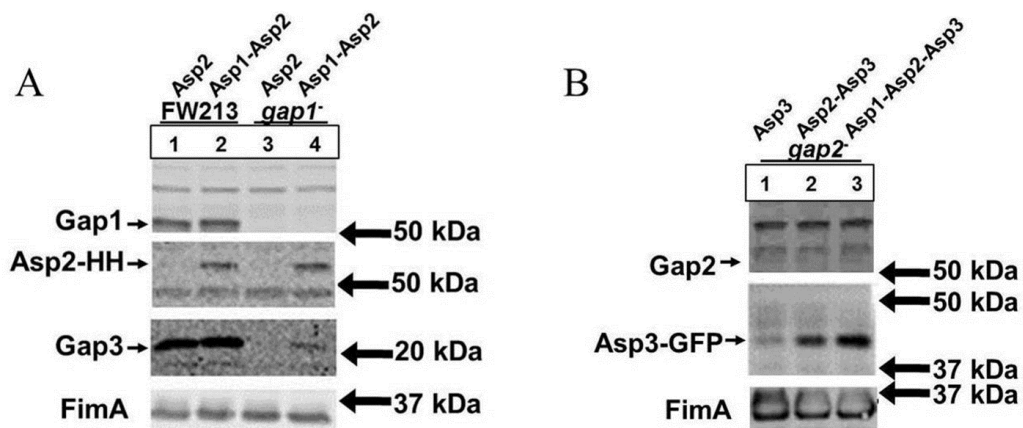 A
Asp2
Asp1-Asp2
Asp2
Asp1-Asp2
FW213 gap1-
1 2 3 4
Gap1
50 kDa
Asp2-HH
50 kDa
Gap3
20 kDa
FimA
37 kDa
B
Asp3
Asp2-Asp3
Asp1-Asp2-Asp3
gap2-
1 2 3
Gap2
50 kDa
50 kDa
Asp3-GFP
37 kDa
37 kDa
FimA